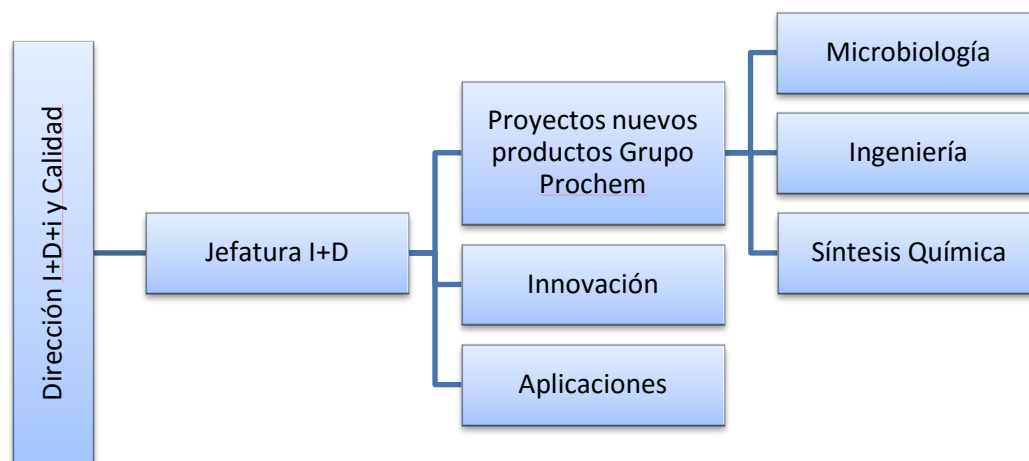 Dirección I+D+i y Calidad
Jefatura I+D
Proyectos nuevos
productos Grupo
Prochem
Innovación
Aplicaciones
Microbiología
Ingeniería
Síntesis Química